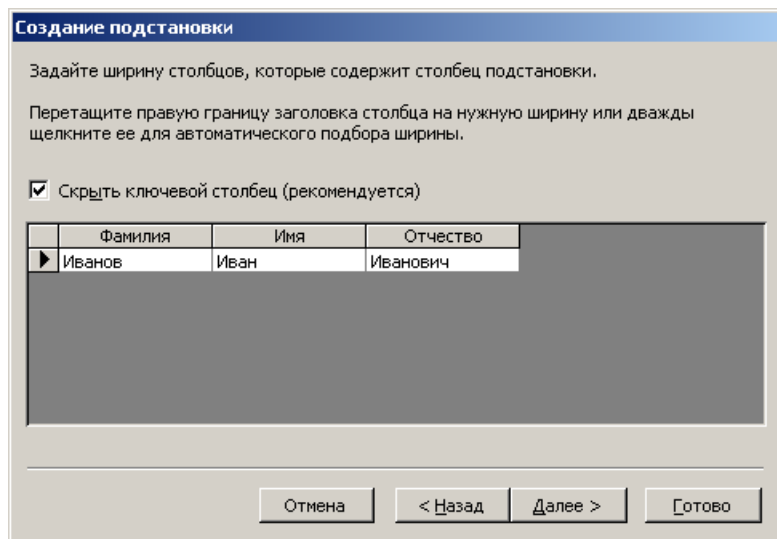 Создание подстановки
Задайте ширину столбцов, которые содержит столбец подстановки.
Перетащите правую границу заголовка столбца на нужную ширину или дважды
щелкните ее для автоматического подбора ширины.
Скрыть ключевой столбец (рекомендуется)
Фамилия Имя Отчество
Иванов Иван Иванович
Отмена < Назад Далее > Готово